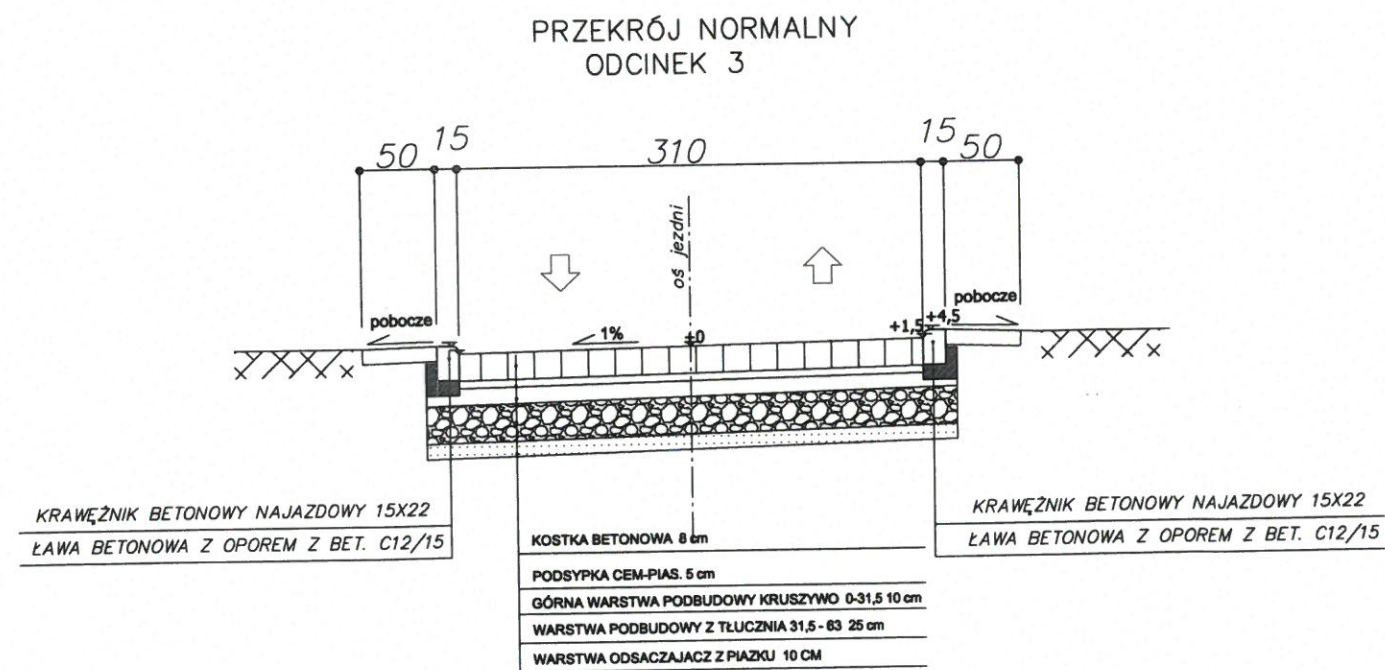 PRZEKRÓJ NORMALNY
ODCINEK 3
50 15 310 15 50
oś jezdni
pobocze
1%
±0
+1,5
+4,5
pobocze
KRAWĘŻNIK BETONOWY NAJAZDOWY 15X22
ŁAWA BETONOWA Z OPOREM Z BET. C12/15
KRAWĘŻNIK BETONOWY NAJAZDOWY 15X22
ŁAWA BETONOWA Z OPOREM Z BET. C12/15
KOSTKA BETONOWA 8 cm
PODSYPKA CEM-PIAS. 5 cm
GÓRNA WARSTWA PODBUDOWY KRUSZYWO 0-31,5 10 cm
WARSTWA PODBUDOWY Z TŁUCZNIA 31,5 - 63 25 cm
WARSTWA ODSACZAJACZ Z PIAZKU 10 CM